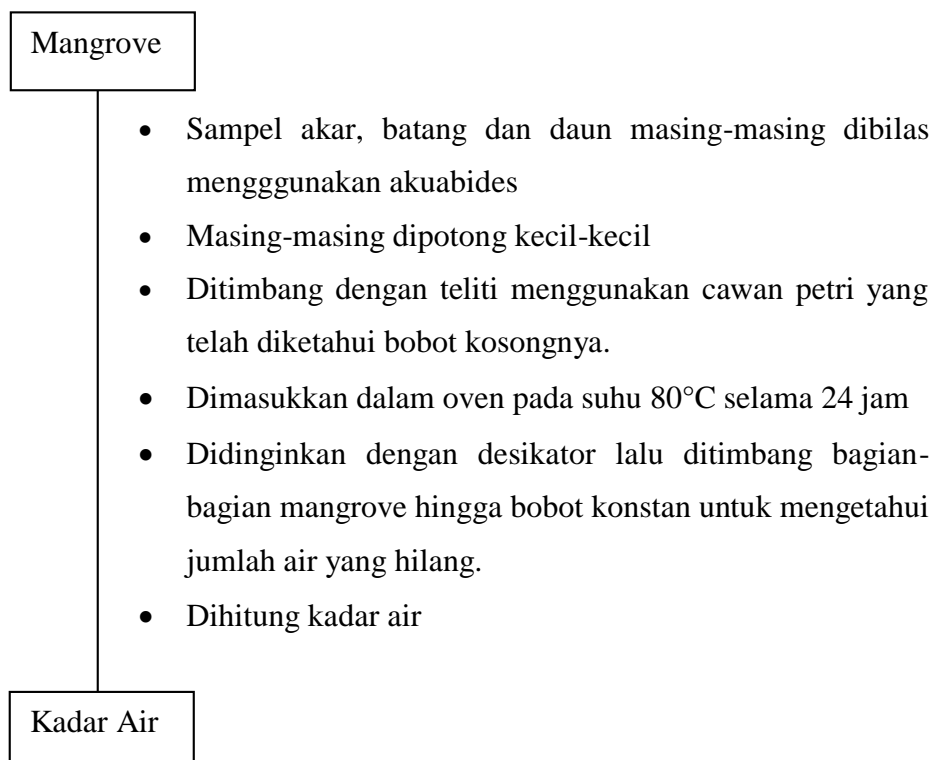 Mangrove
• Sampel akar, batang dan daun masing-masing dibilas
mengggunakan akuabides
• Masing-masing dipotong kecil-kecil
• Ditimbang dengan teliti menggunakan cawan petri yang
telah diketahui bobot kosongnya.
• Dimasukkan dalam oven pada suhu 80°C selama 24 jam
• Didinginkan dengan desikator lalu ditimbang bagian-
bagian mangrove hingga bobot konstan untuk mengetahui
jumlah air yang hilang.
• Dihitung kadar air
Kadar Air